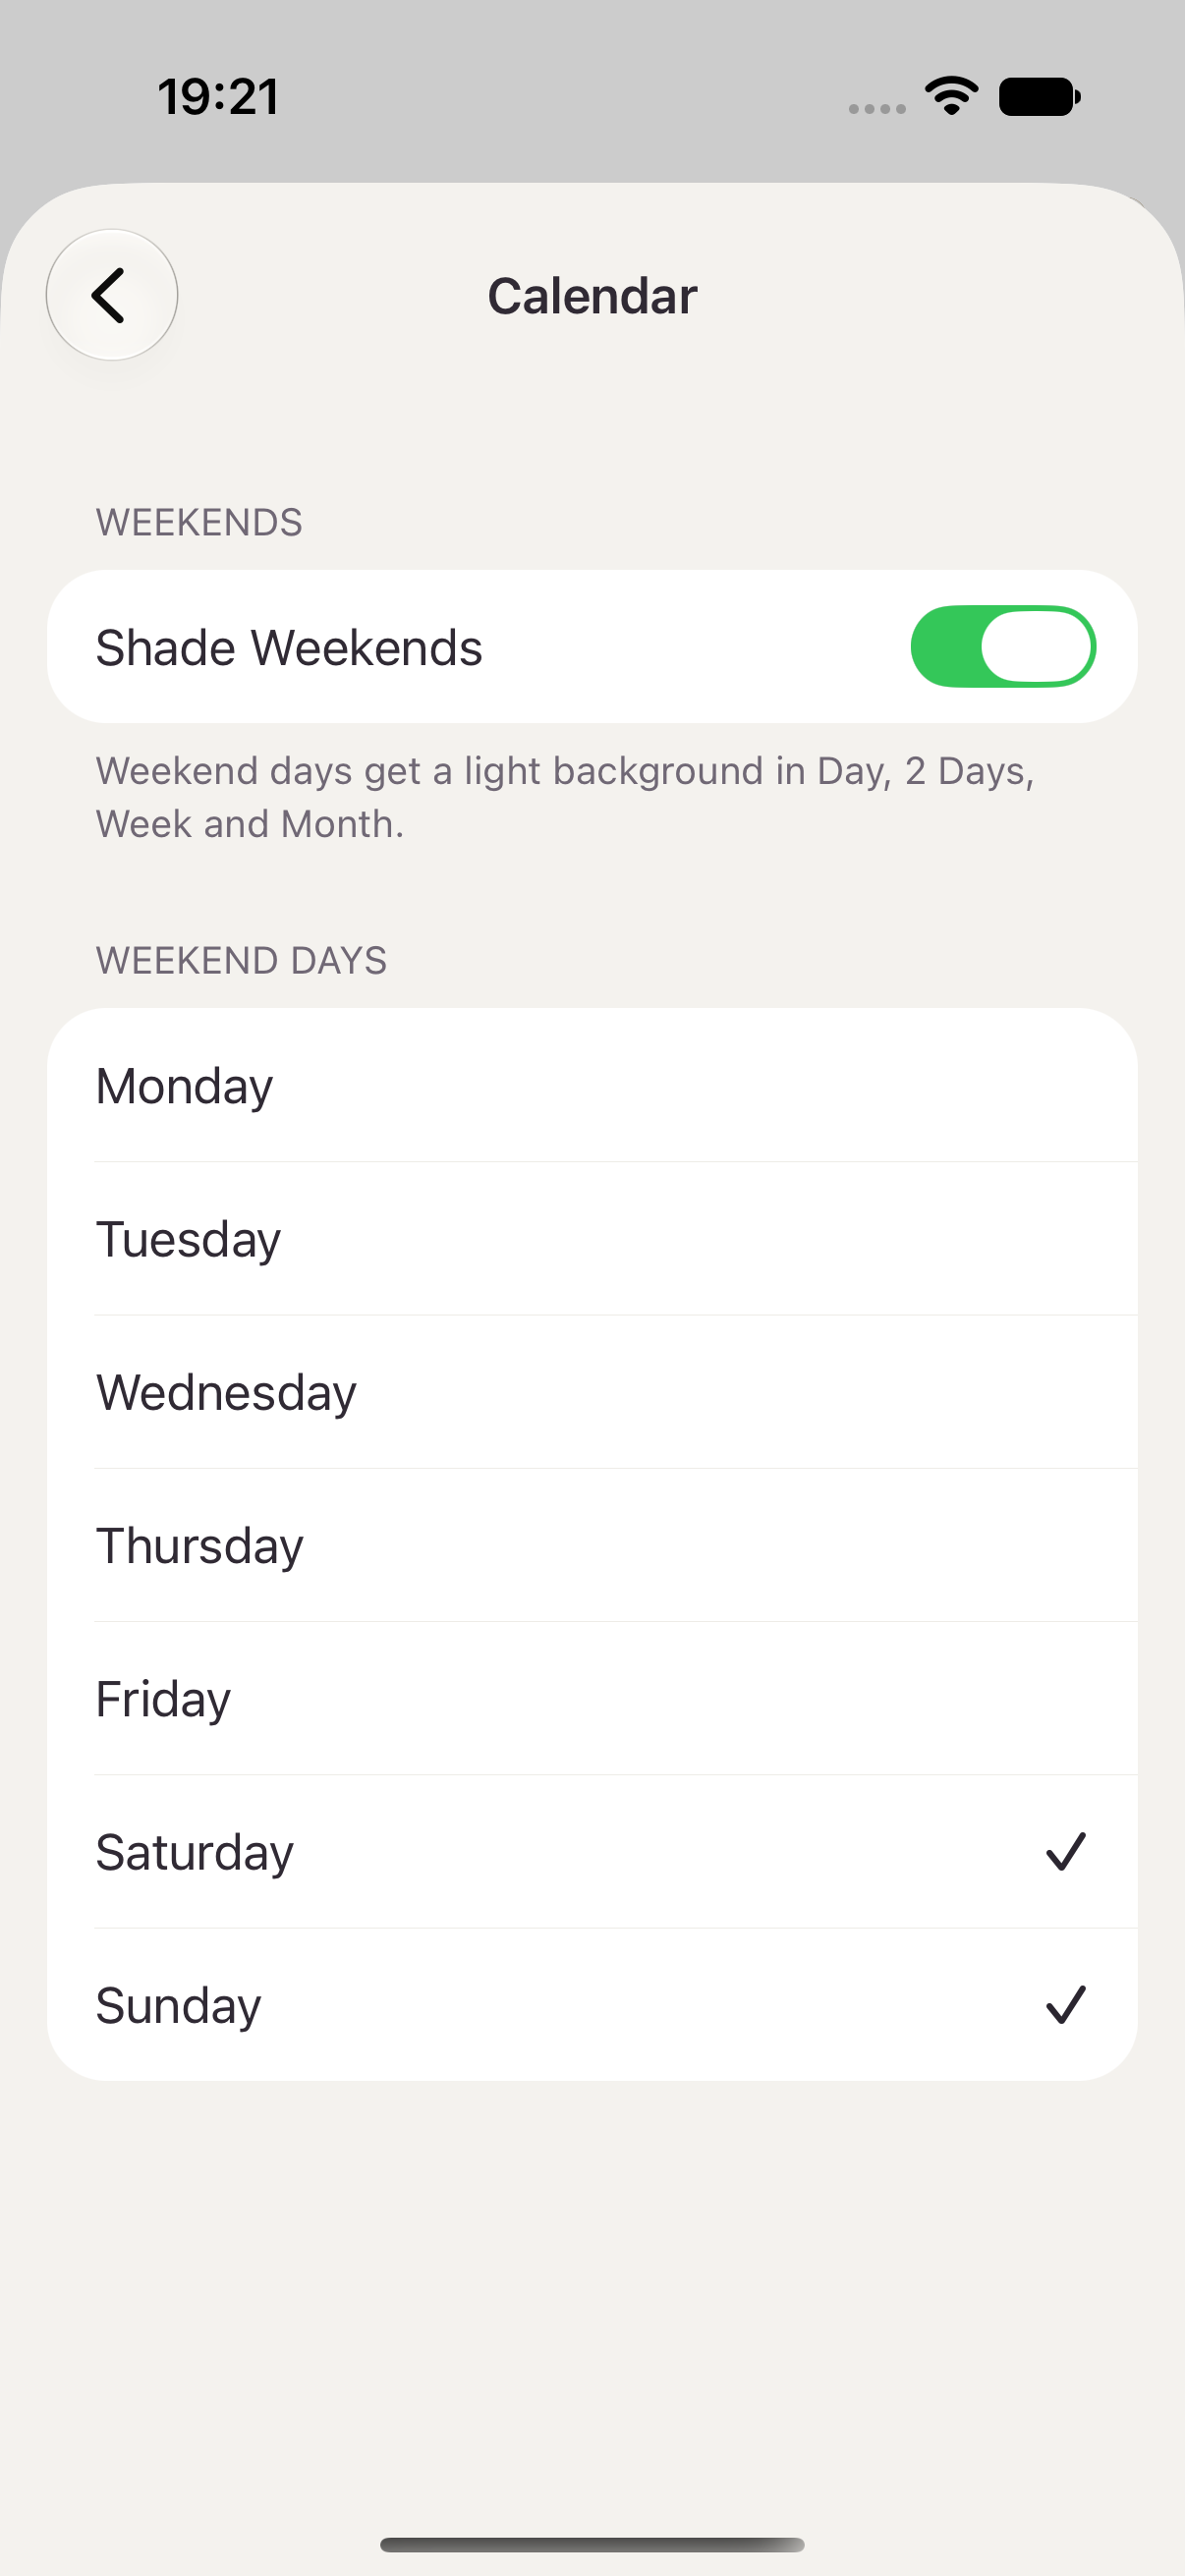 19:21
Calendar
WEEKENDS
Shade Weekends
Weekend days get a light background in Day, 2 Days,
Week and Month.
WEEKEND DAYS
Monday
Tuesday
Wednesday
Thursday
Friday
Saturday
Sunday